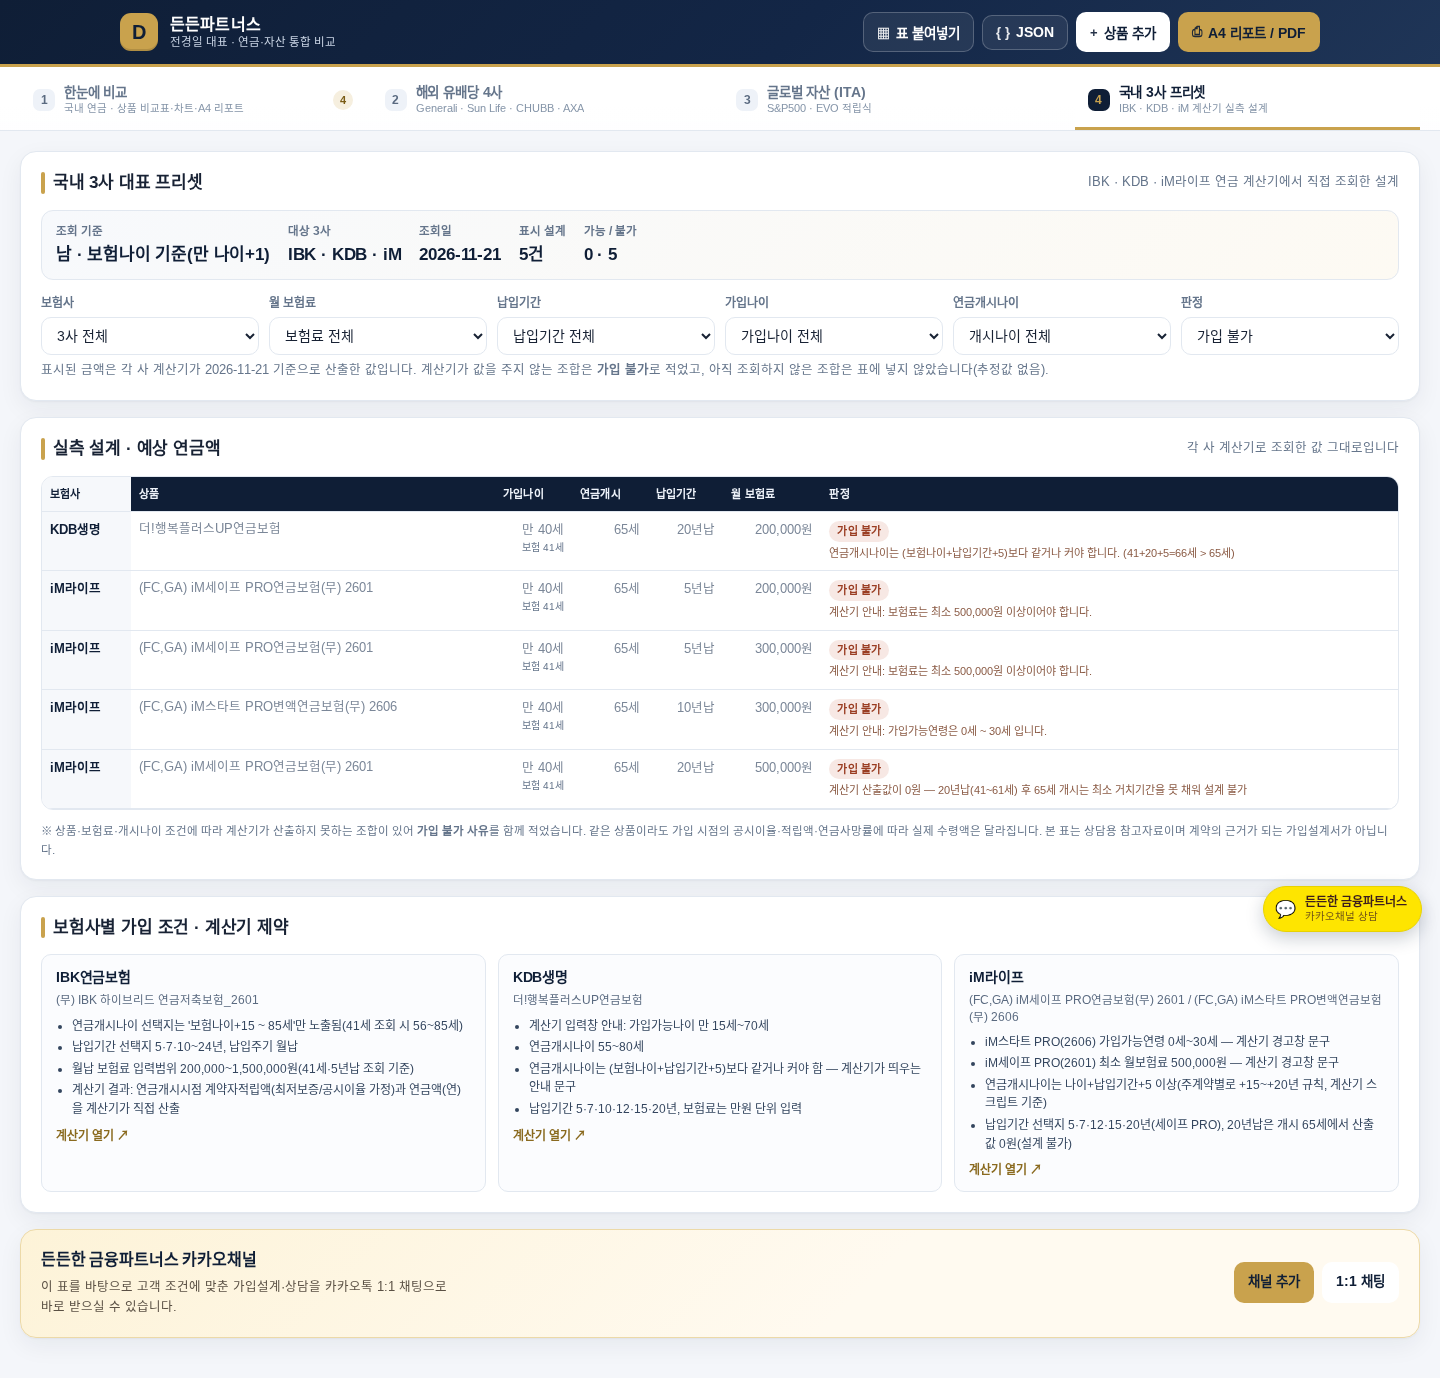 D
든든파트너스
전경일 대표 · 연금·자산 통합 비교
▦ 표 붙여넣기
{ } JSON
+ 상품 추가
⎙ A4 리포트 / PDF
1
한눈에 비교
국내 연금 · 상품 비교표·차트·A4 리포트
4
2
해외 유배당 4사
Generali · Sun Life · CHUBB · AXA
3
글로벌 자산 (ITA)
S&P500 · EVO 적립식
4
국내 3사 프리셋
IBK · KDB · iM 계산기 실측 설계
국내 3사 대표 프리셋
IBK · KDB · iM라이프 연금 계산기에서 직접 조회한 설계
조회 기준
남 · 보험나이 기준(만 나이+1)
대상 3사
IBK · KDB · iM
조회일
2026-11-21
표시 설계
5건
가능 / 불가
0 · 5
보험사
3사 전체
월 보험료
보험료 전체
납입기간
납입기간 전체
가입나이
가입나이 전체
연금개시나이
개시나이 전체
판정
가입 불가
표시된 금액은 각 사 계산기가 2026-11-21 기준으로 산출한 값입니다. 계산기가 값을 주지 않는 조합은 가입 불가로 적었고, 아직 조회하지 않은 조합은 표에 넣지 않았습니다(추정값 없음).
실측 설계 · 예상 연금액
각 사 계산기로 조회한 값 그대로입니다
보험사 상품 가입나이 연금개시 납입기간 월 보험료 판정
KDB생명 더!행복플러스UP연금보험 만 40세 65세 20년납 200,000원 가입 불가
보험 41세 연금개시나이는 (보험나이+납입기간+5)보다 같거나 커야 합니다. (41+20+5=66세 > 65세)
iM라이프 (FC,GA) iM세이프 PRO연금보험(무) 2601 만 40세 65세 5년납 200,000원 가입 불가
보험 41세 계산기 안내: 보험료는 최소 500,000원 이상이어야 합니다.
iM라이프 (FC,GA) iM세이프 PRO연금보험(무) 2601 만 40세 65세 5년납 300,000원 가입 불가
보험 41세 계산기 안내: 보험료는 최소 500,000원 이상이어야 합니다.
iM라이프 (FC,GA) iM스타트 PRO변액연금보험(무) 2606 만 40세 65세 10년납 300,000원 가입 불가
보험 41세 계산기 안내: 가입가능연령은 0세 ~ 30세 입니다.
iM라이프 (FC,GA) iM세이프 PRO연금보험(무) 2601 만 40세 65세 20년납 500,000원 가입 불가
보험 41세 계산기 산출값이 0원 — 20년납(41~61세) 후 65세 개시는 최소 거치기간을 못 채워 설계 불가
※ 상품·보험료·개시나이 조건에 따라 계산기가 산출하지 못하는 조합이 있어 가입 불가 사유를 함께 적었습니다. 같은 상품이라도 가입 시점의 공시이율·적립액·연금사망률에 따라 실제 수령액은 달라집니다. 본 표는 상담용 참고자료이며 계약의 근거가 되는 가입설계서가 아닙니
다.
💬 든든한 금융파트너스
카카오채널 상담
보험사별 가입 조건 · 계산기 제약
IBK연금보험
(무) IBK 하이브리드 연금저축보험_2601
• 연금개시나이 선택지는 '보험나이+15 ~ 85세'만 노출됨(41세 조회 시 56~85세)
• 납입기간 선택지 5·7·10~24년, 납입주기 월납
• 월납 보험료 입력범위 200,000~1,500,000원(41세·5년납 조회 기준)
• 계산기 결과: 연금개시시점 계약자적립액(최저보증/공시이율 가정)과 연금액(연)
을 계산기가 직접 산출
계산기 열기 ↗
KDB생명
더!행복플러스UP연금보험
• 계산기 입력창 안내: 가입가능나이 만 15세~70세
• 연금개시나이 55~80세
• 연금개시나이는 (보험나이+납입기간+5)보다 같거나 커야 함 — 계산기가 띄우는
안내 문구
• 납입기간 5·7·10·12·15·20년, 보험료는 만원 단위 입력
계산기 열기 ↗
iM라이프
(FC,GA) iM세이프 PRO연금보험(무) 2601 / (FC,GA) iM스타트 PRO변액연금보험
(무) 2606
• iM스타트 PRO(2606) 가입가능연령 0세~30세 — 계산기 경고창 문구
• iM세이프 PRO(2601) 최소 월보험료 500,000원 — 계산기 경고창 문구
• 연금개시나이는 나이+납입기간+5 이상(주계약별로 +15~+20년 규칙, 계산기 스
크립트 기준)
• 납입기간 선택지 5·7·12·15·20년(세이프 PRO), 20년납은 개시 65세에서 산출
값 0원(설계 불가)
계산기 열기 ↗
든든한 금융파트너스 카카오채널
이 표를 바탕으로 고객 조건에 맞춘 가입설계·상담을 카카오톡 1:1 채팅으로
바로 받으실 수 있습니다.
채널 추가
1:1 채팅